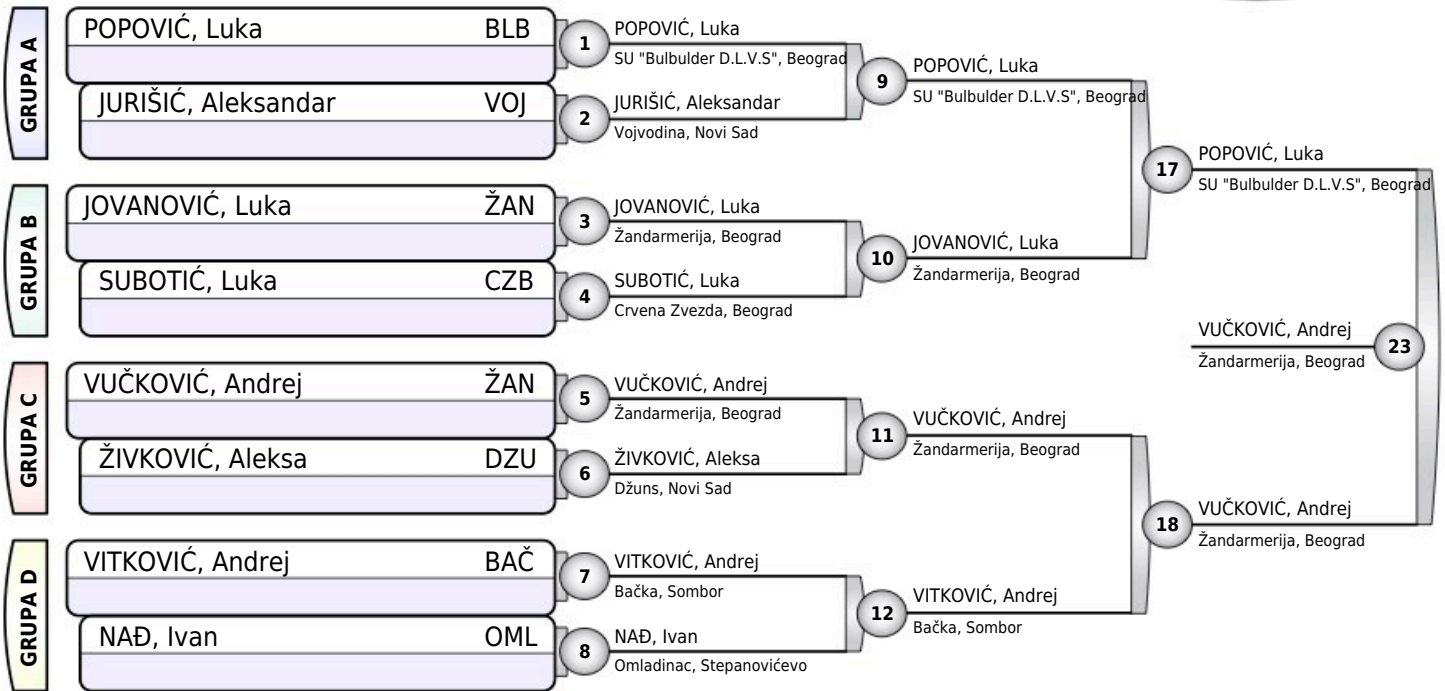 GRUPA A
POPOVIĆ, Luka BLB
JURIŠIĆ, Aleksandar VOJ
GRUPA B
JOVANOVIĆ, Luka ŽAN
SUBOTIĆ, Luka CZB
GRUPA C
VUČKOVIĆ, Andrej ŽAN
ŽIVKOVIĆ, Aleksa DZU
GRUPA D
VITKOVIĆ, Andrej BAČ
NAĐ, Ivan OML
1
POPOVIĆ, Luka
SU "Bulbulder D.L.V.S", Beograd
2
JURIŠIĆ, Aleksandar
Vojvodina, Novi Sad
3
JOVANOVIĆ, Luka
Žandarmerija, Beograd
4
SUBOTIĆ, Luka
Crvena Zvezda, Beograd
5
VUČKOVIĆ, Andrej
Žandarmerija, Beograd
6
ŽIVKOVIĆ, Aleksa
Džuns, Novi Sad
7
VITKOVIĆ, Andrej
Bačka, Sombor
8
NAĐ, Ivan
Omladinac, Stepanovićevo
9
POPOVIĆ, Luka
SU "Bulbulder D.L.V.S", Beograd
10
JOVANOVIĆ, Luka
Žandarmerija, Beograd
11
VUČKOVIĆ, Andrej
Žandarmerija, Beograd
12
VITKOVIĆ, Andrej
Bačka, Sombor
17
POPOVIĆ, Luka
SU "Bulbulder D.L.V.S", Beograd
18
VUČKOVIĆ, Andrej
Žandarmerija, Beograd
VUČKOVIĆ, Andrej
Žandarmerija, Beograd
23